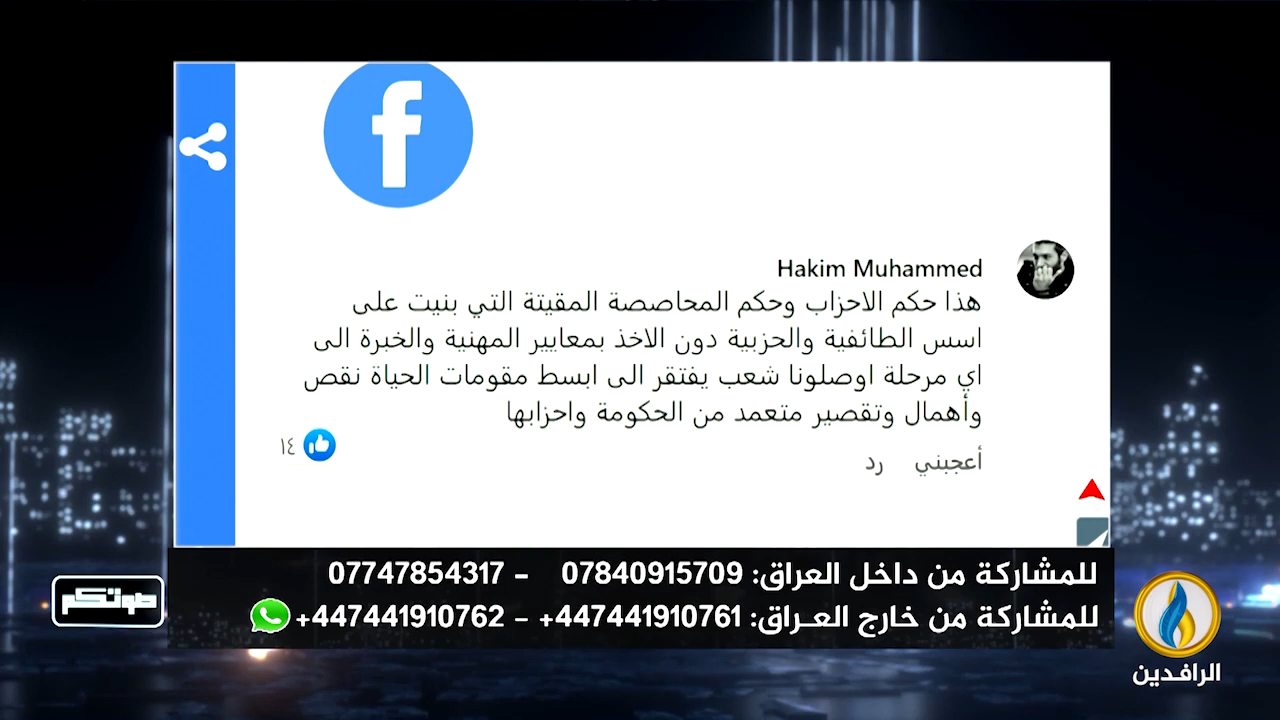 Hakim Muhammed
هذا حكم الاحزاب وحكم المحاصصة المقيتة التي بنيت على
اسس الطائفية والحزبية دون الاخذ بمعايير المهنية والخبرة الى
اي مرحلة اوصلونا شعب يفتقر الى ابسط مقومات الحياة نقص
وأهمال وتقصير متعمد من الحكومة واحزابها
١٤
أعجبني رد
للمشاركة من داخل العراق: 07840915709 - 07747854317
للمشاركة من خارج العـراق: 447441910761+ - 447441910762+
صوتكم
الرافدين